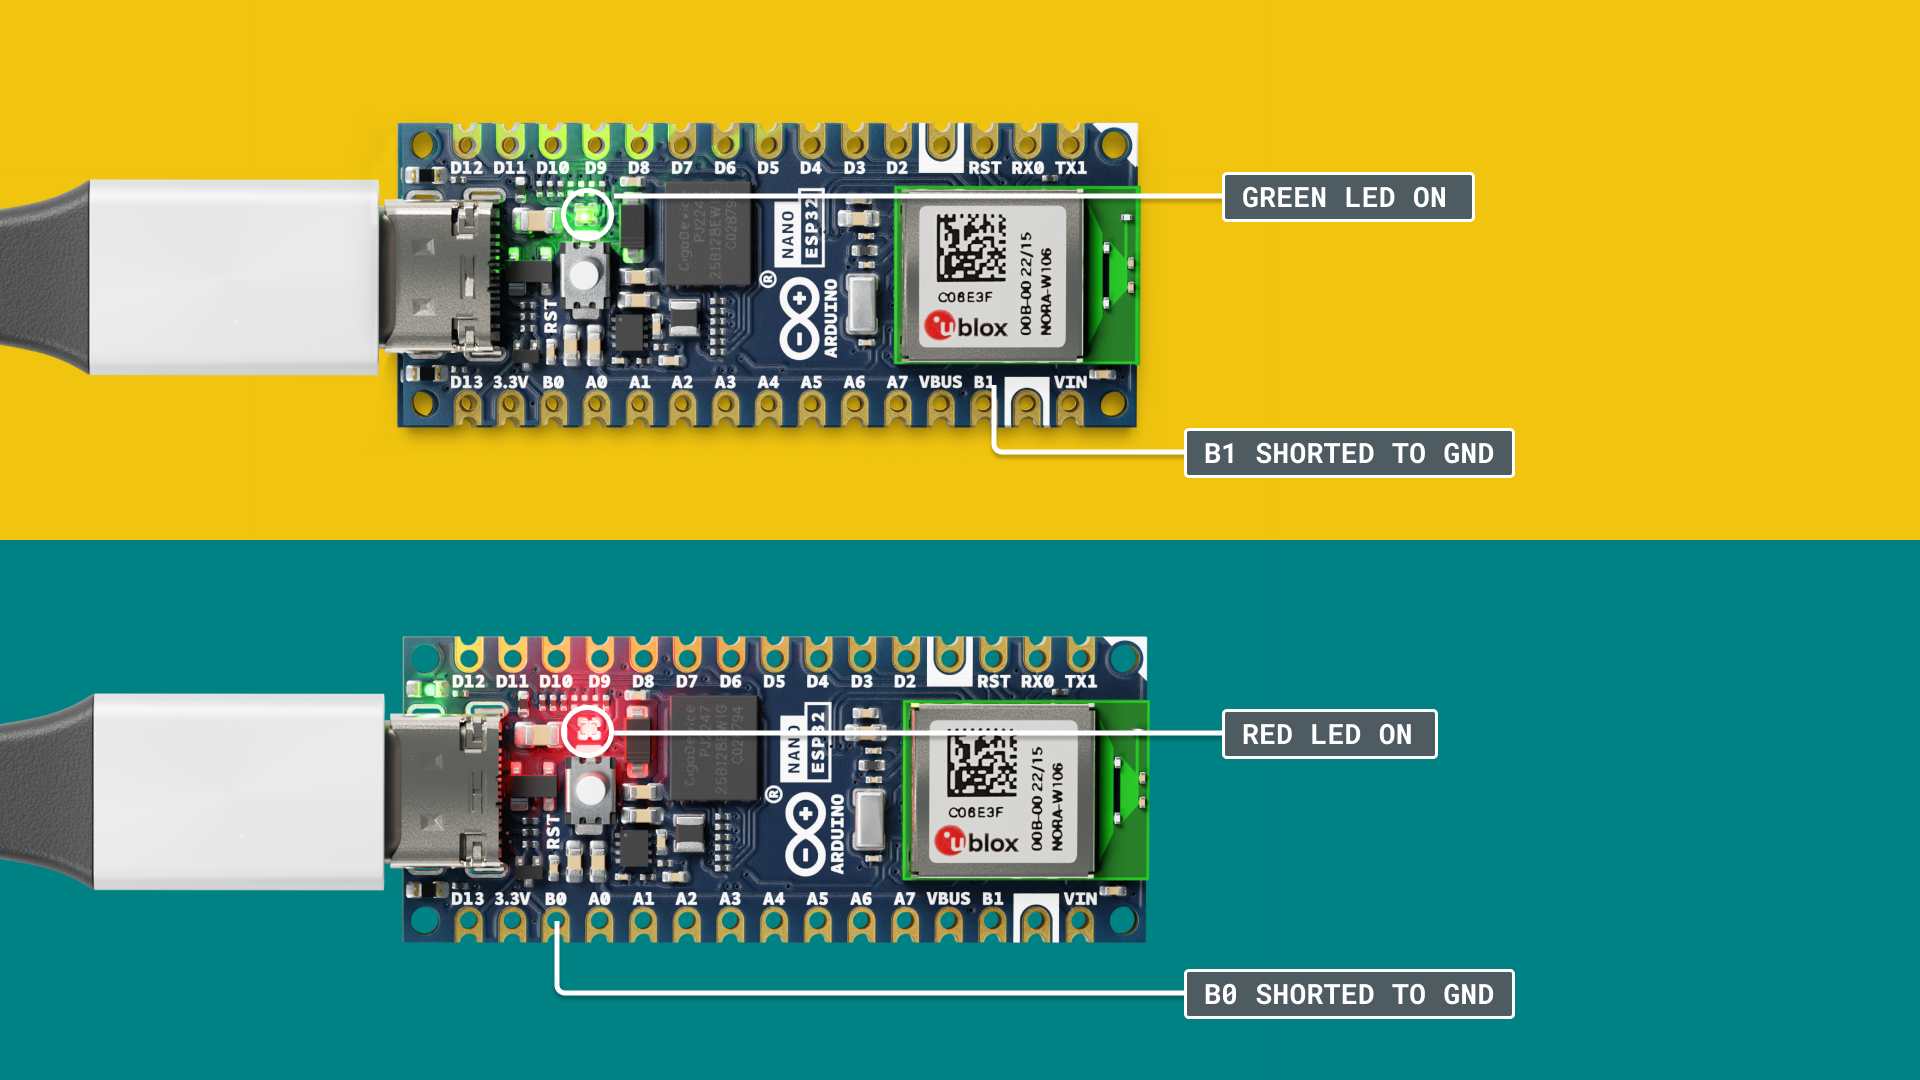 D12 D11 D10 D9 D8 D7 D6 D5 D4 D3 D2 RST RX0 TX1
GREEN LED ON
NANO
ESP32
ARDUINO
®
RST
C08E3F
ublox
00B-00 22/15
NORA-W106
D13 3.3V B0 A0 A1 A2 A3 A4 A5 A6 A7 VBUS B1 VIN
B1 SHORTED TO GND
D12 D11 D10 D9 D8 D7 D6 D5 D4 D3 D2 RST RX0 TX1
RED LED ON
NANO
ESP32
ARDUINO
®
RST
C08E3F
ublox
00B-00 22/15
NORA-W106
D13 3.3V B0 A0 A1 A2 A3 A4 A5 A6 A7 VBUS B1 VIN
B0 SHORTED TO GND